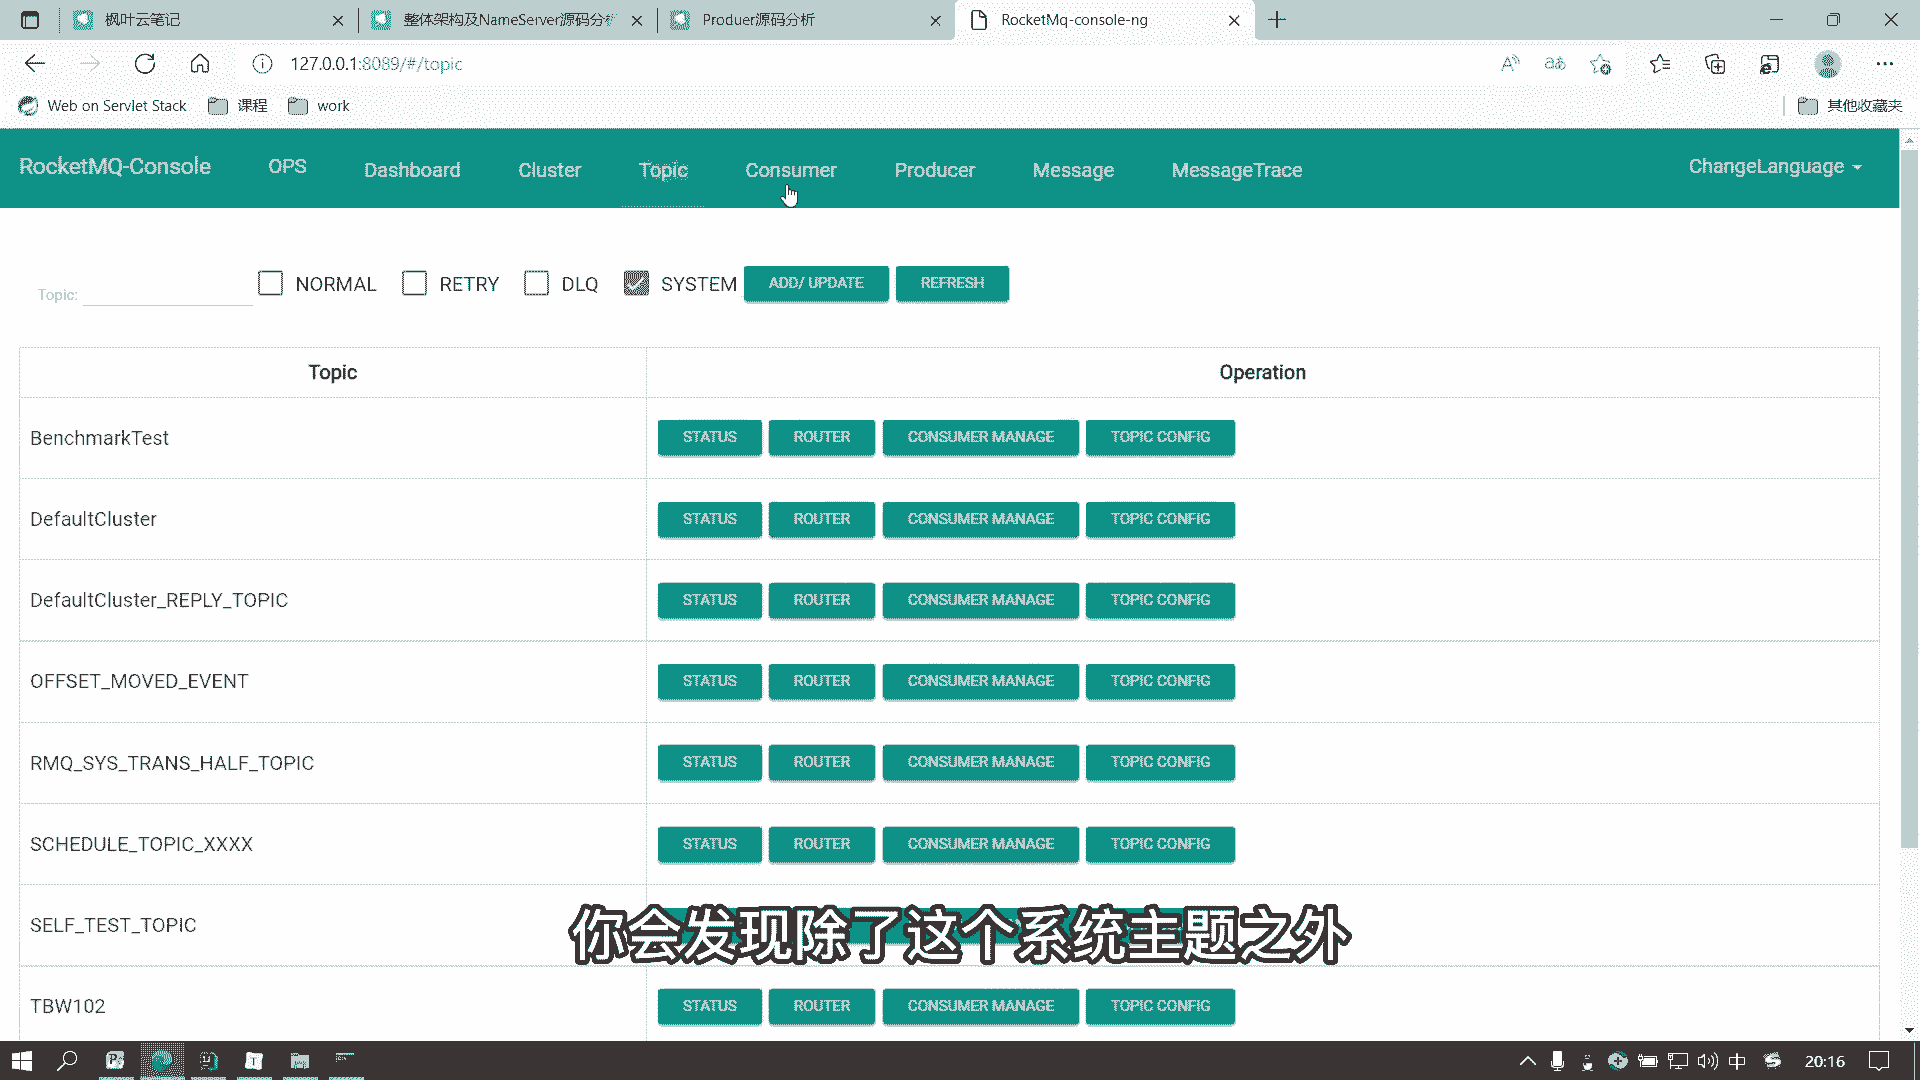 枫叶云笔记
整体架构及NameServer源码分析
Produer源码分析
RocketMq-console-ng
127.0.0.1:8089/#/topic
Web on Servlet Stack
课程
work
其他收藏夹
RocketMQ-Console OPS Dashboard Cluster Topic Consumer Producer Message MessageTrace ChangeLanguage
Topic: NORMAL RETRY DLQ SYSTEM ADD/ UPDATE REFRESH
Topic Operation
BenchmarkTest STATUS ROUTER CONSUMER MANAGE TOPIC CONFIG
DefaultCluster STATUS ROUTER CONSUMER MANAGE TOPIC CONFIG
DefaultCluster_REPLY_TOPIC STATUS ROUTER CONSUMER MANAGE TOPIC CONFIG
OFFSET_MOVED_EVENT STATUS ROUTER CONSUMER MANAGE TOPIC CONFIG
RMQ_SYS_TRANS_HALF_TOPIC STATUS ROUTER CONSUMER MANAGE TOPIC CONFIG
SCHEDULE_TOPIC_XXXX STATUS ROUTER CONSUMER MANAGE TOPIC CONFIG
SELF_TEST_TOPIC
你会发现除了这个系统主题之外
TBW102 STATUS ROUTER CONSUMER MANAGE TOPIC CONFIG
中
20:16